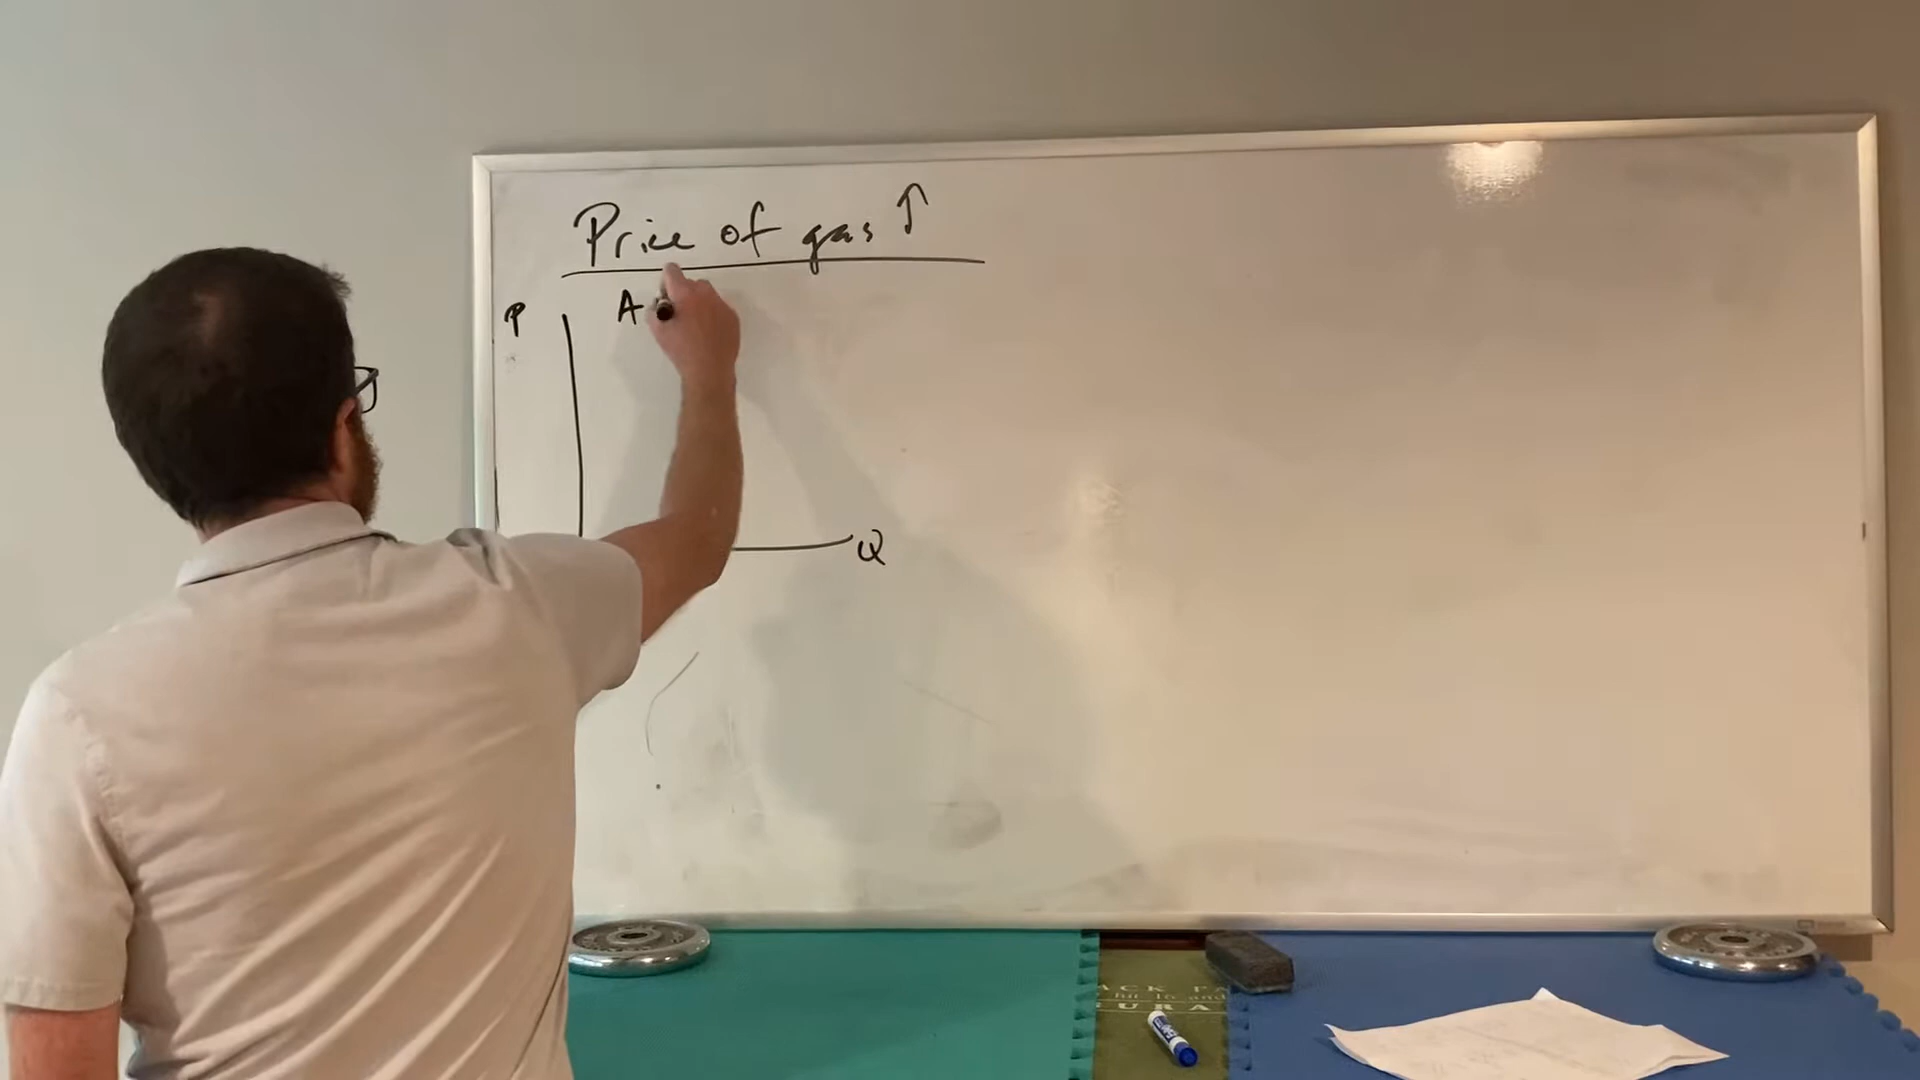 Price of gas ↑
P
A
Q